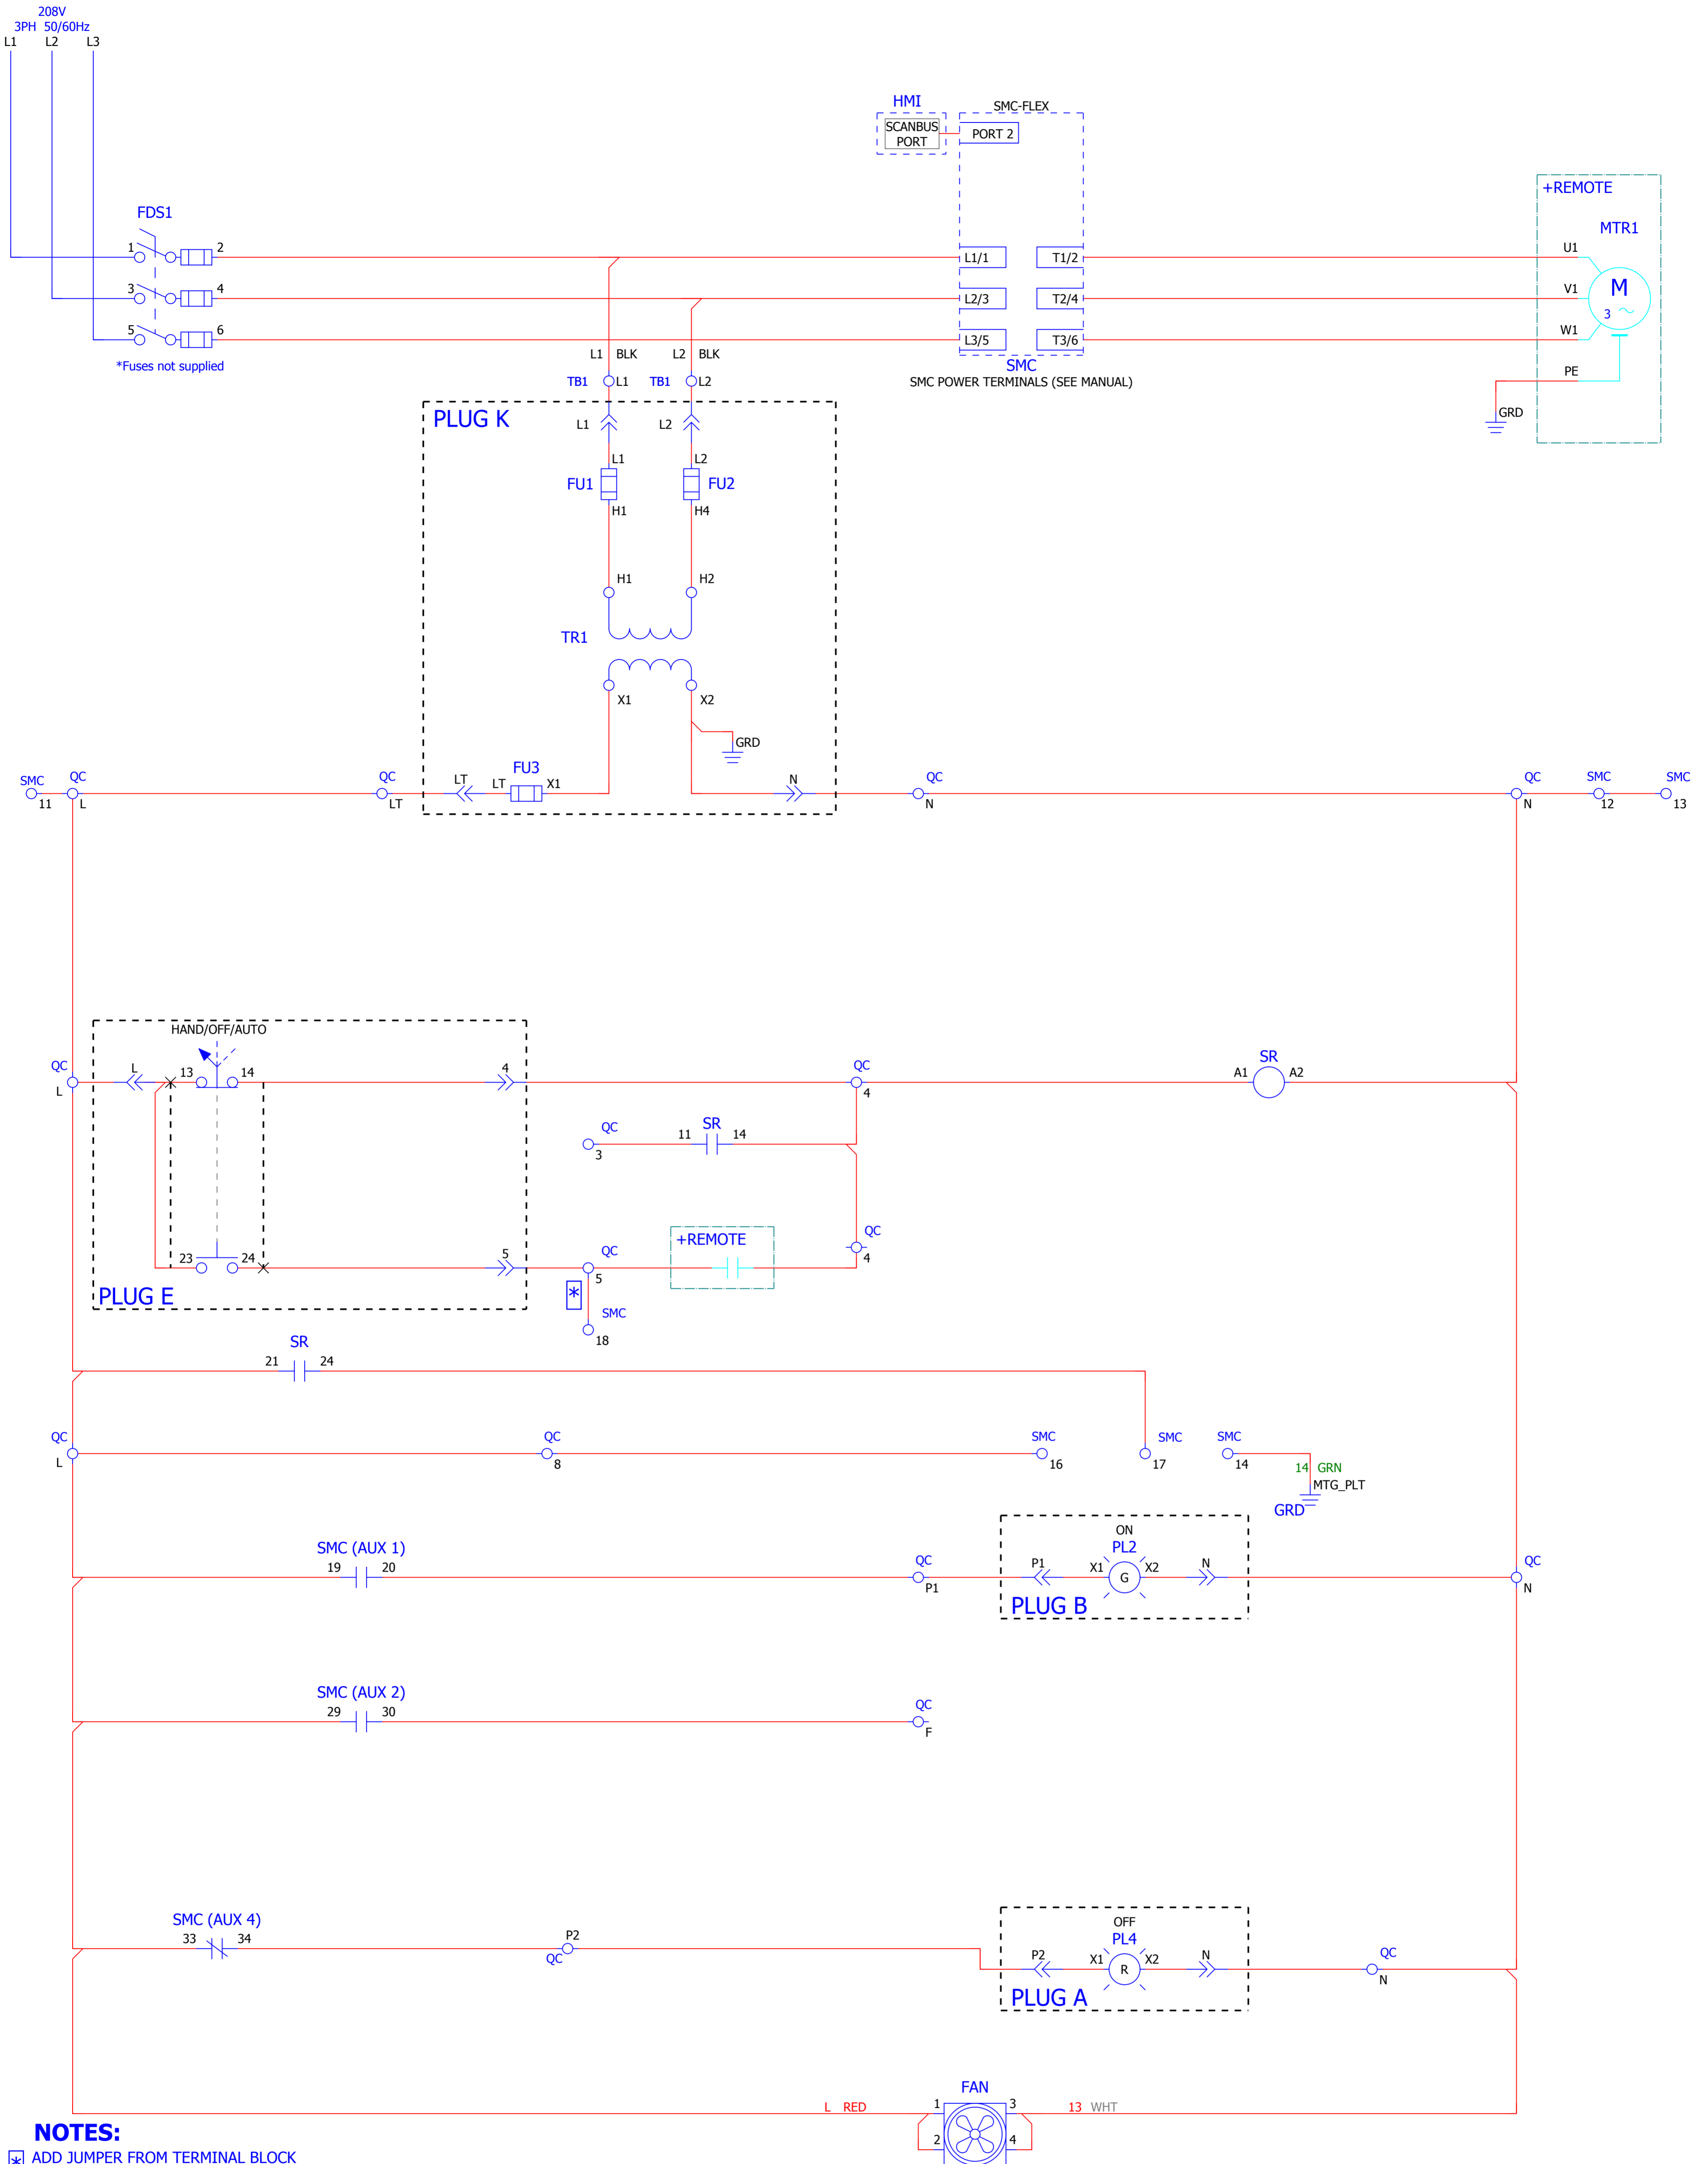 208V
3PH 50/60Hz
L1 L2 L3
HMI
SCANBUS
PORT
SMC-FLEX
PORT 2
+REMOTE
MTR1
FDS1
1 2
3 4
5 6
*Fuses not supplied
L1/1 T1/2
L2/3 T2/4
L3/5 T3/6
SMC
SMC POWER TERMINALS (SEE MANUAL)
U1
V1
W1
PE
M
3
GRD
L1 BLK L2 BLK
TB1 L1 TB1 L2
PLUG K
L1 L2
L1 L2
FU1 FU2
H1 H4
H1 H2
TR1
X1 X2
GRD
SMC QC QC LT LT FU3 X1 N QC QC SMC SMC
11 L LT N N 12 13
HAND/OFF/AUTO
QC L 13 14 4 QC A1 SR A2
L 4
QC 11 SR 14
3
+REMOTE QC
4
23 24 5 QC
5
PLUG E
*
SMC
18
SR
21 24
QC QC SMC SMC SMC
L 8 16 17 14
14 GRN
MTG_PLT
GRD
SMC (AUX 1)
19 20
QC
P1
ON
PL2
P1 X1 G X2 N
PLUG B
QC
N
SMC (AUX 2)
29 30
QC
F
SMC (AUX 4)
33 34
P2
QC
OFF
PL4
P2 X1 R X2 N
PLUG A
QC
N
FAN
L RED 1 3 13 WHT
2 4
NOTES:
* ADD JUMPER FROM TERMINAL BLOCK